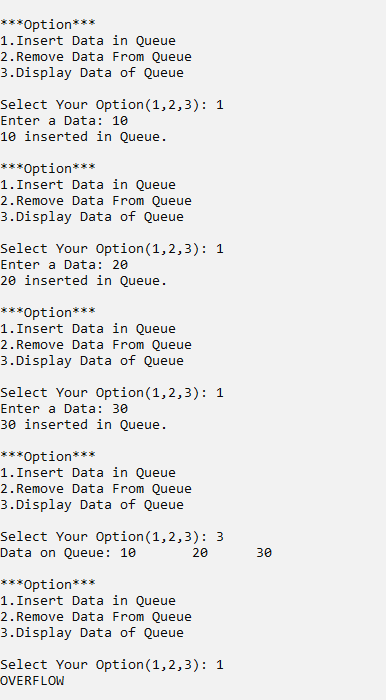 ***Option***
1.Insert Data in Queue
2.Remove Data From Queue
3.Display Data of Queue
Select Your Option(1,2,3): 1
Enter a Data: 10
10 inserted in Queue.
***Option***
1.Insert Data in Queue
2.Remove Data From Queue
3.Display Data of Queue
Select Your Option(1,2,3): 1
Enter a Data: 20
20 inserted in Queue.
***Option***
1.Insert Data in Queue
2.Remove Data From Queue
3.Display Data of Queue
Select Your Option(1,2,3): 1
Enter a Data: 30
30 inserted in Queue.
***Option***
1.Insert Data in Queue
2.Remove Data From Queue
3.Display Data of Queue
Select Your Option(1,2,3): 3
Data on Queue: 10       20      30
***Option***
1.Insert Data in Queue
2.Remove Data From Queue
3.Display Data of Queue
Select Your Option(1,2,3): 1
OVERFLOW